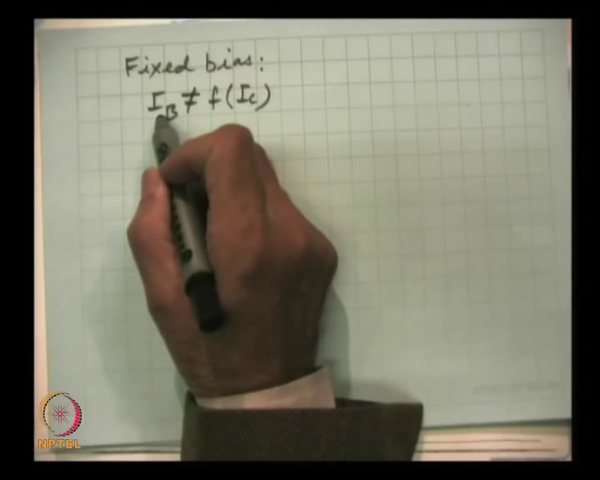 Fixed bias:
I_B ≠ f(I_C)
NPTEL